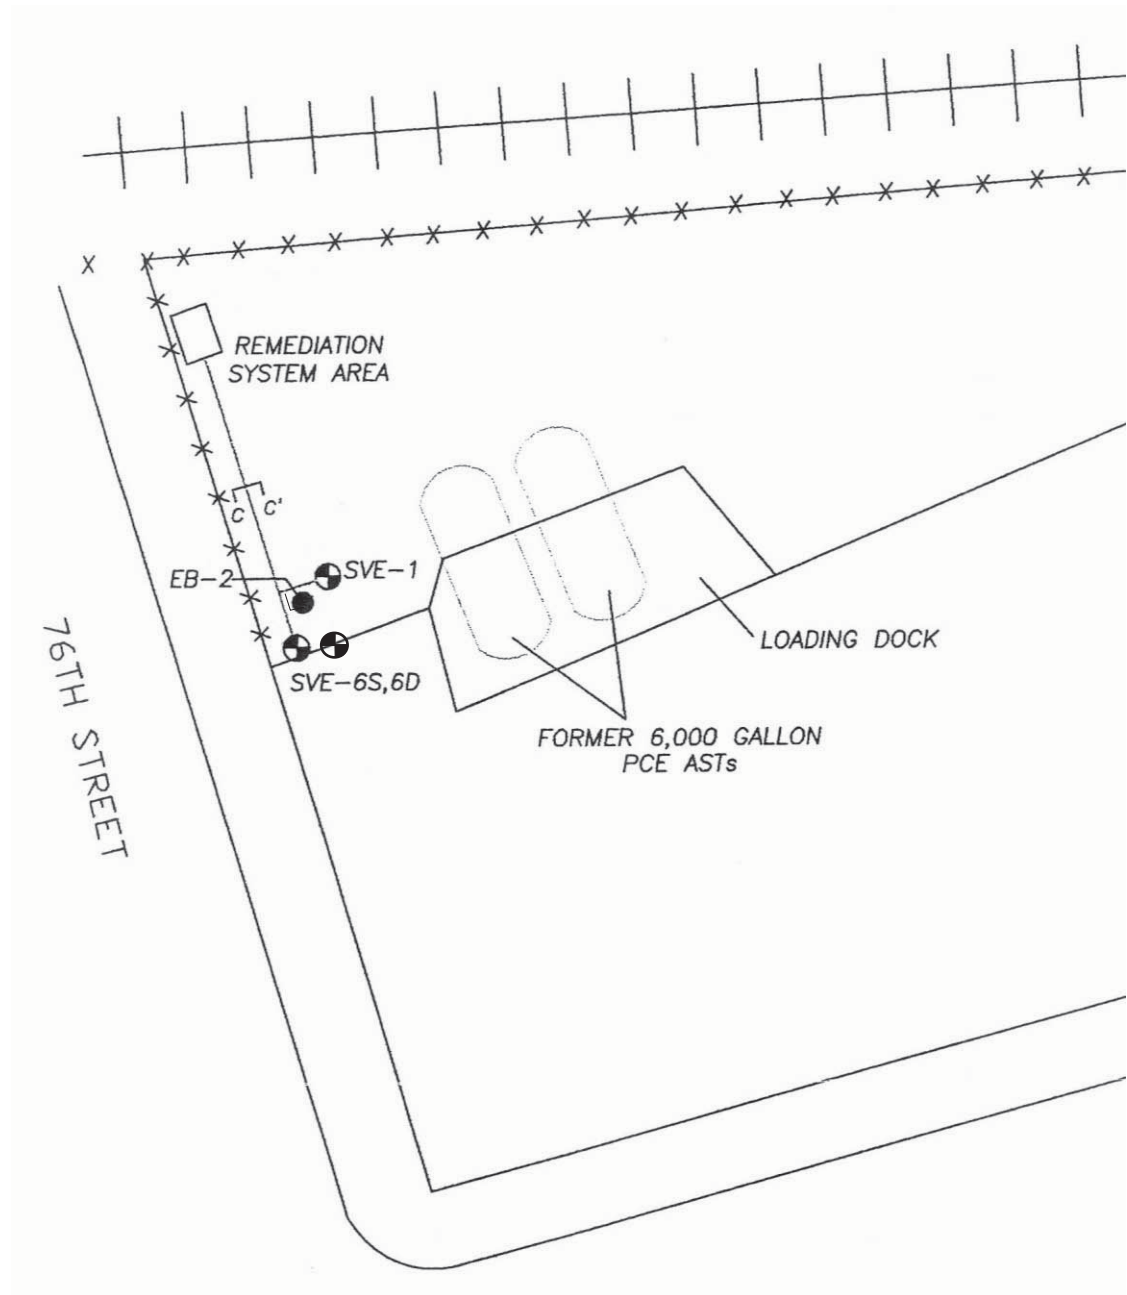 REMEDIATION
SYSTEM AREA
C C'
EB-2
SVE-1
SVE-6S,6D
LOADING DOCK
FORMER 6,000 GALLON
PCE ASTs
76TH STREET